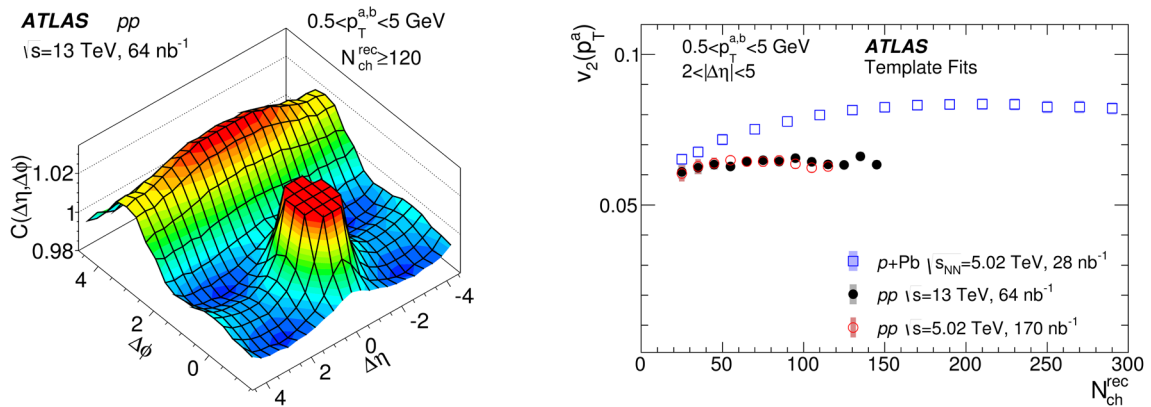 ATLAS pp
√s=13 TeV, 64 nb⁻¹
0.5<p_T^{a,b}<5 GeV
N_ch^rec≥120
C(Δη,Δϕ)
1.02
1
0.98
4
2
0
Δϕ
4
2
0
-2
-4
Δη
v₂(p_T^a)
0.1
0.05
0.5<p_T^{a,b}<5 GeV
2<|Δη|<5
ATLAS
Template Fits
p+Pb √s_NN=5.02 TeV, 28 nb⁻¹
pp √s=13 TeV, 64 nb⁻¹
pp √s=5.02 TeV, 170 nb⁻¹
0 50 100 150 200 250 300
N_ch^rec